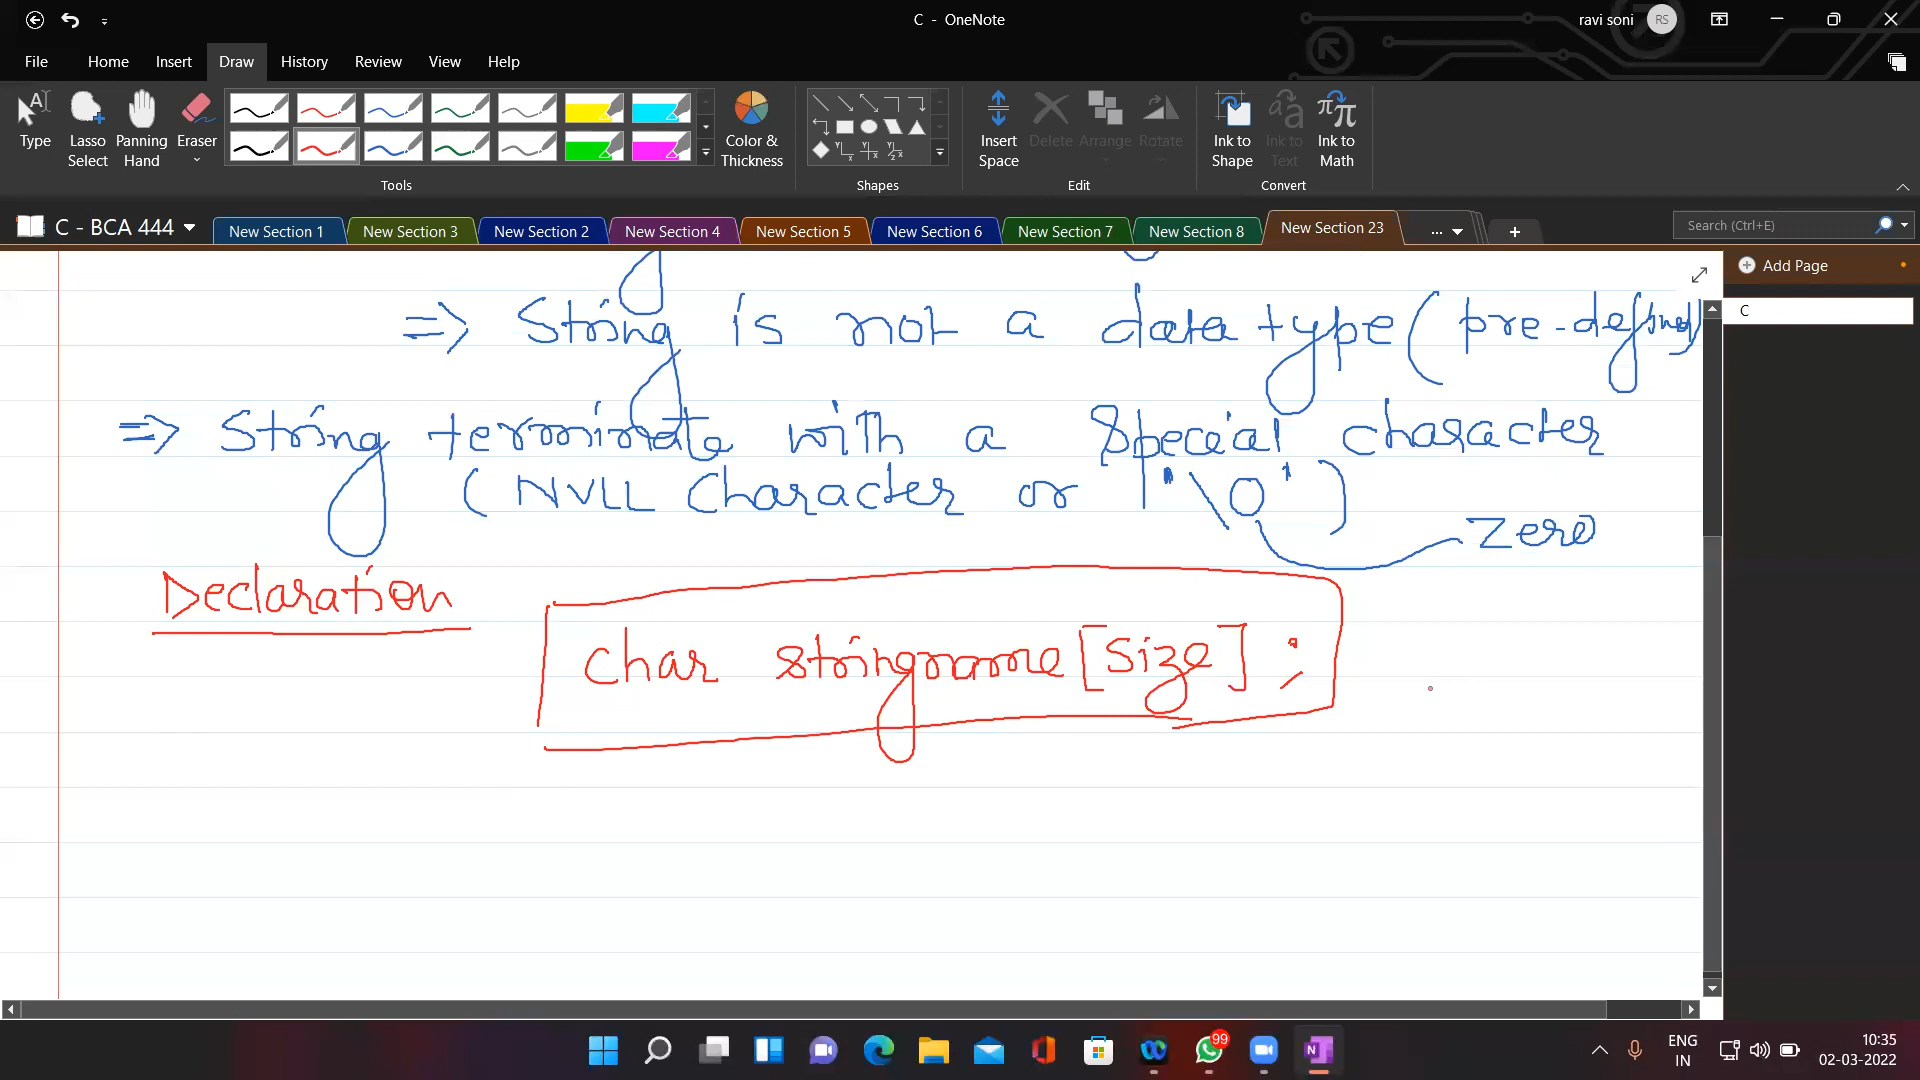 C - OneNote
ravi soni RS
File Home Insert Draw History Review View Help
Type
Lasso Select
Panning Hand
Eraser
Color & Thickness
Insert Space
Delete
Arrange
Rotate
Ink to Shape
Ink to Text
Ink to Math
Tools Shapes Edit Convert
C - BCA 444 New Section 1 New Section 3 New Section 2 New Section 4 New Section 5 New Section 6 New Section 7 New Section 8 New Section 23 ... + Search (Ctrl+E)
Add Page
C
=> String is not a data type (pre-defined)
=> String terminate with a special character
(NULL Character or '\0')
Zero
Declaration
char stringname[size];
99
ENG
IN
10:35
02-03-2022